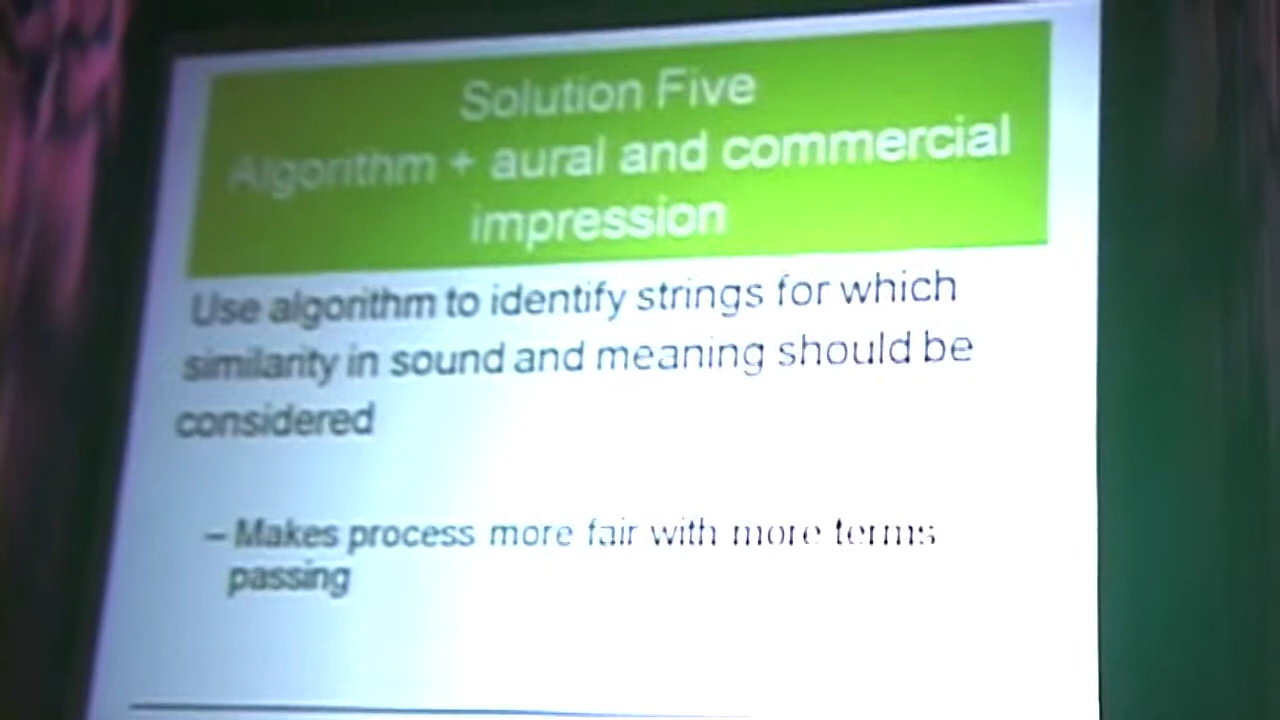 Solution Five
Algorithm + aural and commercial
impression
Use algorithm to identify strings for which
similarity in sound and meaning should be
considered
– Makes process more fair with more terms
passing